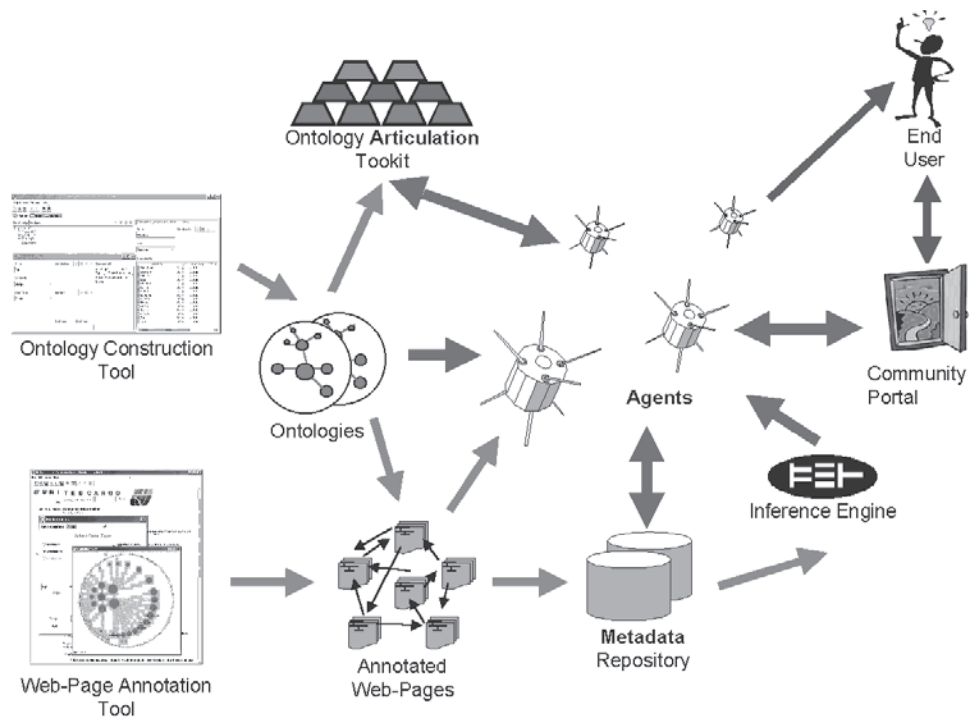 Ontology Articulation
Tookit
End
User
Ontology Construction
Tool
Ontologies
Agents
Community
Portal
Inference Engine
Annotated
Web-Pages
Metadada
Repository
Web-Page Annotation
Tool